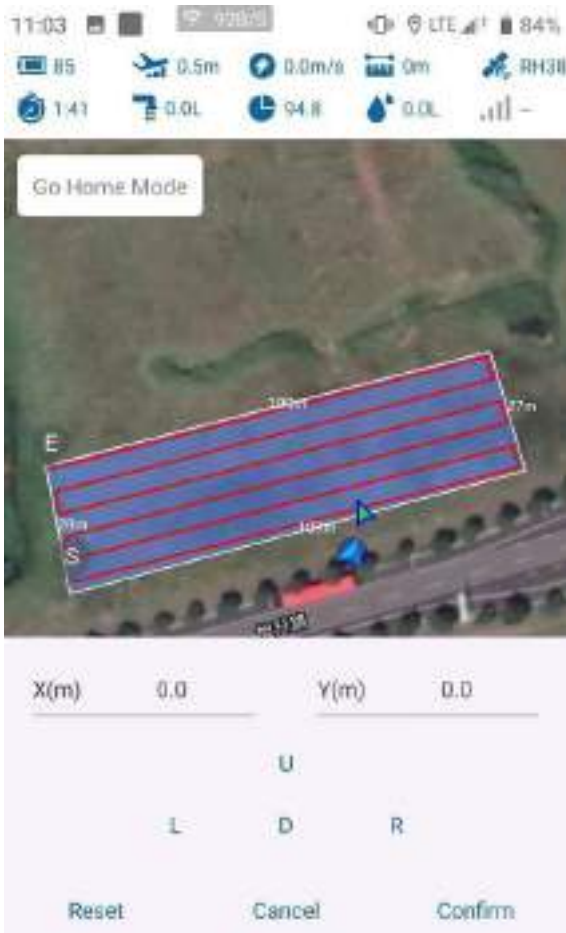 11:03 LTE 84%
85 0.5m 0.0m/s 0m
1:41 0.0L 94.8 0.0L –
Go Home Mode
E
S
X(m) 0.0 Y(m) 0.0
U
L D R
Reset Cancel Confirm